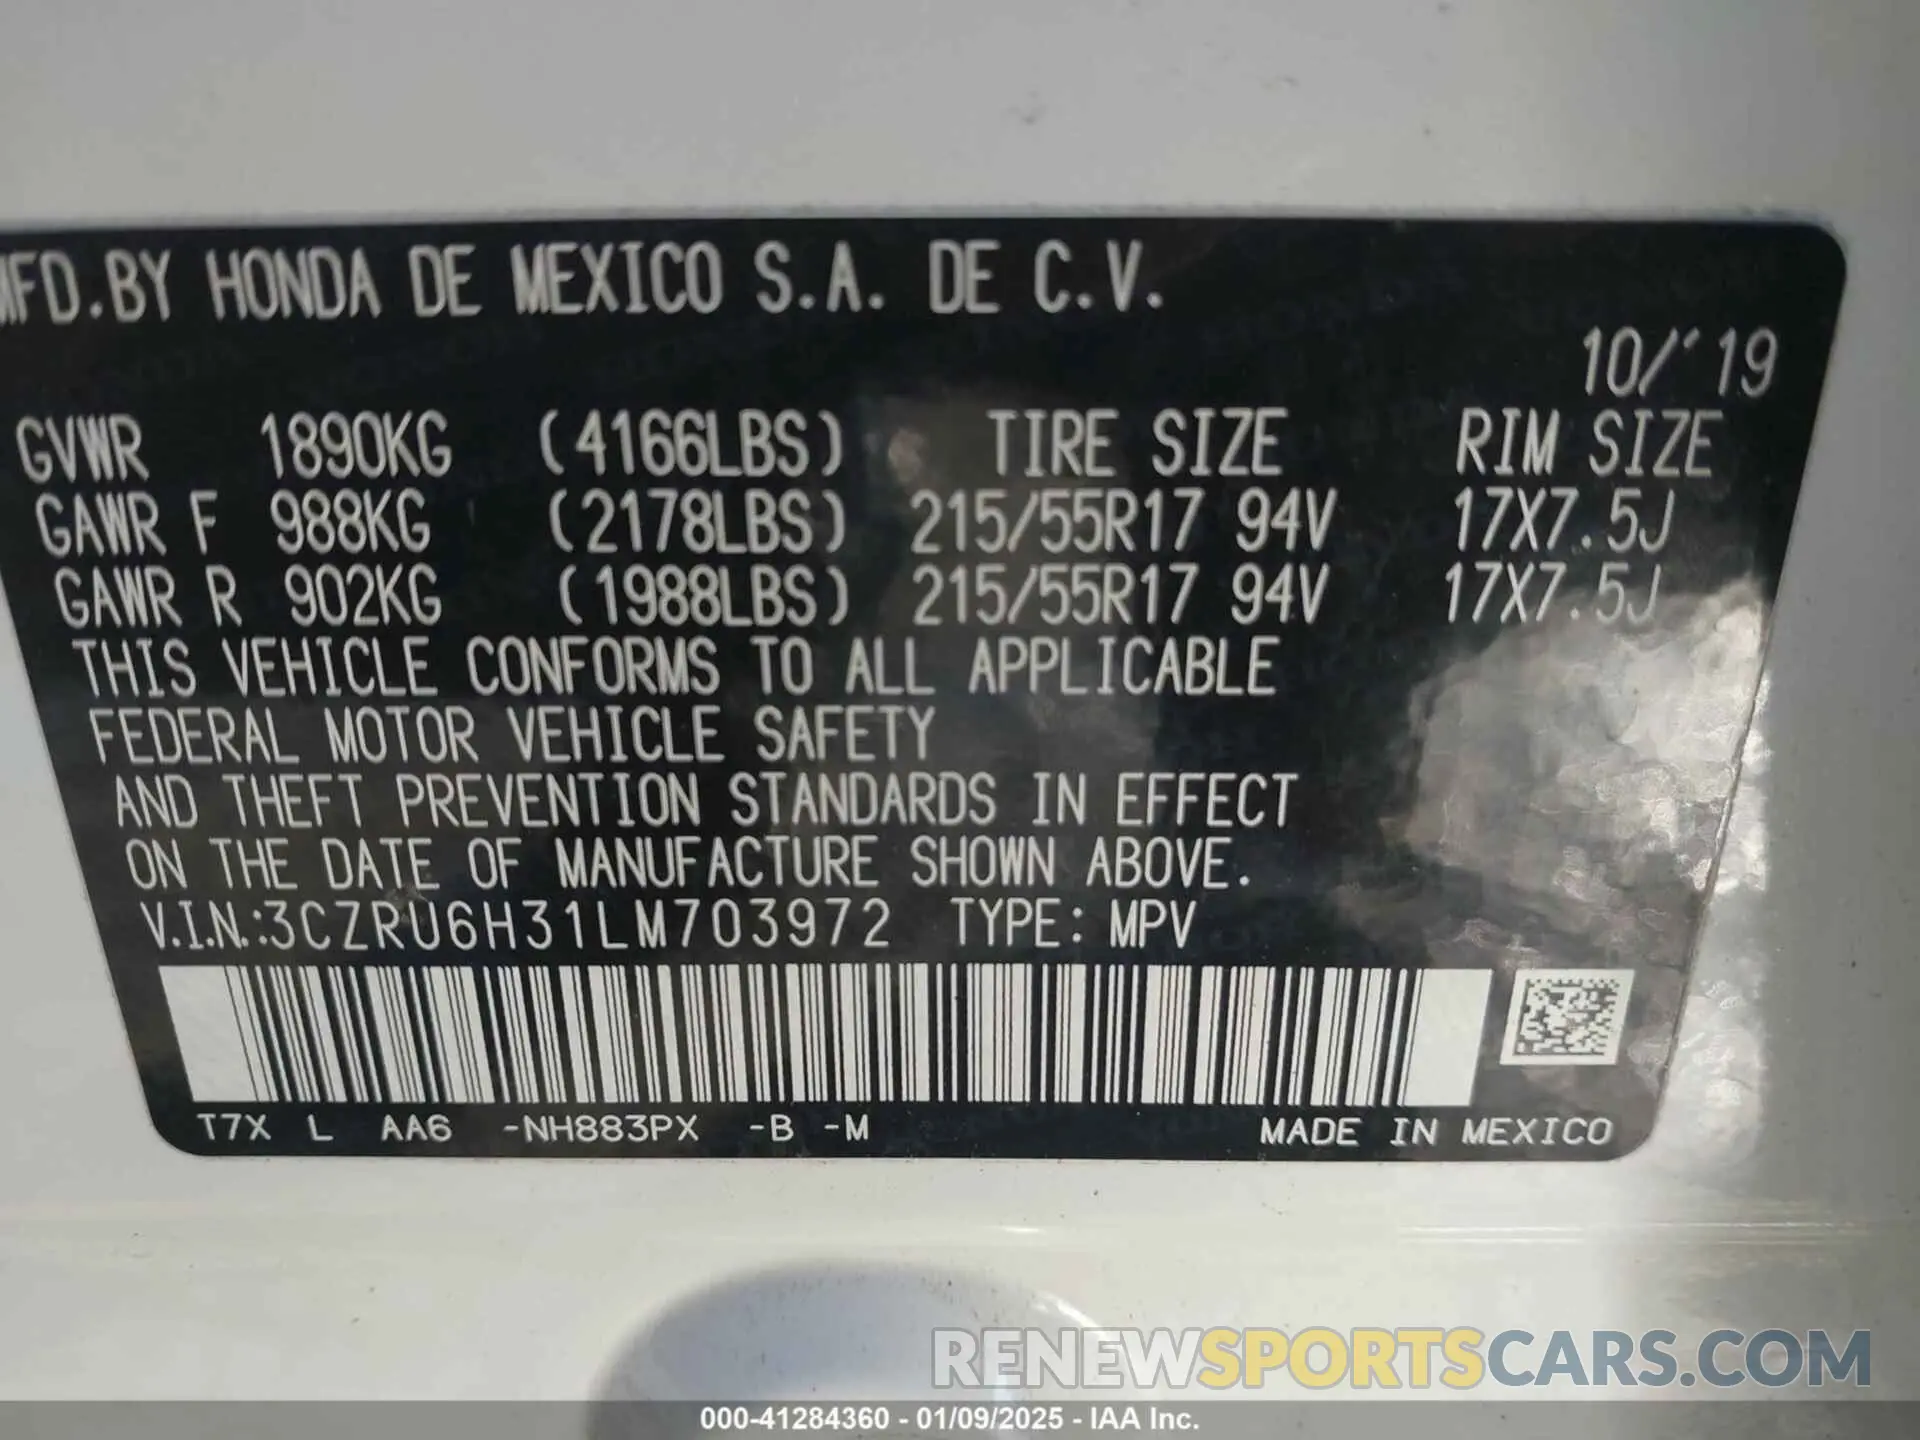 MFD.BY HONDA DE MEXICO S.A. DE C.V.
10/'19
GVWR 1890KG (4166LBS) TIRE SIZE RIM SIZE
GAWR F 988KG (2178LBS) 215/55R17 94V 17X7.5J
GAWR R 902KG (1988LBS) 215/55R17 94V 17X7.5J
THIS VEHICLE CONFORMS TO ALL APPLICABLE
FEDERAL MOTOR VEHICLE SAFETY
AND THEFT PREVENTION STANDARDS IN EFFECT
ON THE DATE OF MANUFACTURE SHOWN ABOVE.
V.I.N.:3CZRU6H31LM703972 TYPE: MPV
T7X L AA6 -NH883PX -B -M MADE IN MEXICO
RENEWSPORTSCARS.COM
000-41284360 - 01/09/2025 - IAA Inc.